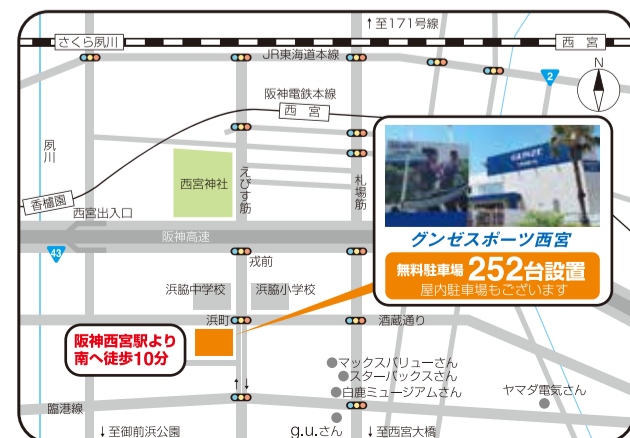 ↑至171号線
さくら夙川
西宮
JR東海道本線
2
N
阪神電鉄本線
西宮
夙川
えびす筋
札場筋
西宮神社
香櫨園
西宮出入口
阪神高速
43
戎前
グンゼスポーツ西宮
無料駐車場 252台設置
屋内駐車場もございます
浜脇中学校
浜脇小学校
浜町
酒蔵通り
阪神西宮駅より
南へ徒歩10分
●マックスバリューさん
●スターバックスさん
●白鹿ミュージアムさん
ヤマダ電気さん
↑↓
臨港線
↓至御前浜公園
g.u.さん
↓至西宮大橋